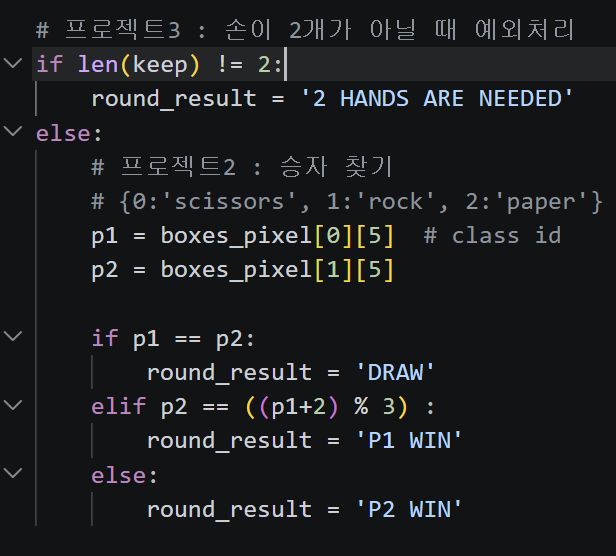 # 프로젝트3 : 손이 2개가 아닐 때 예외처리
if len(keep) != 2:
round_result = '2 HANDS ARE NEEDED'
else:
# 프로젝트2 : 승자 찾기
# {0:'scissors', 1:'rock', 2:'paper'}
p1 = boxes_pixel[0][5]  # class id
p2 = boxes_pixel[1][5]
if p1 == p2:
round_result = 'DRAW'
elif p2 == ((p1+2) % 3) :
round_result = 'P1 WIN'
else:
round_result = 'P2 WIN'